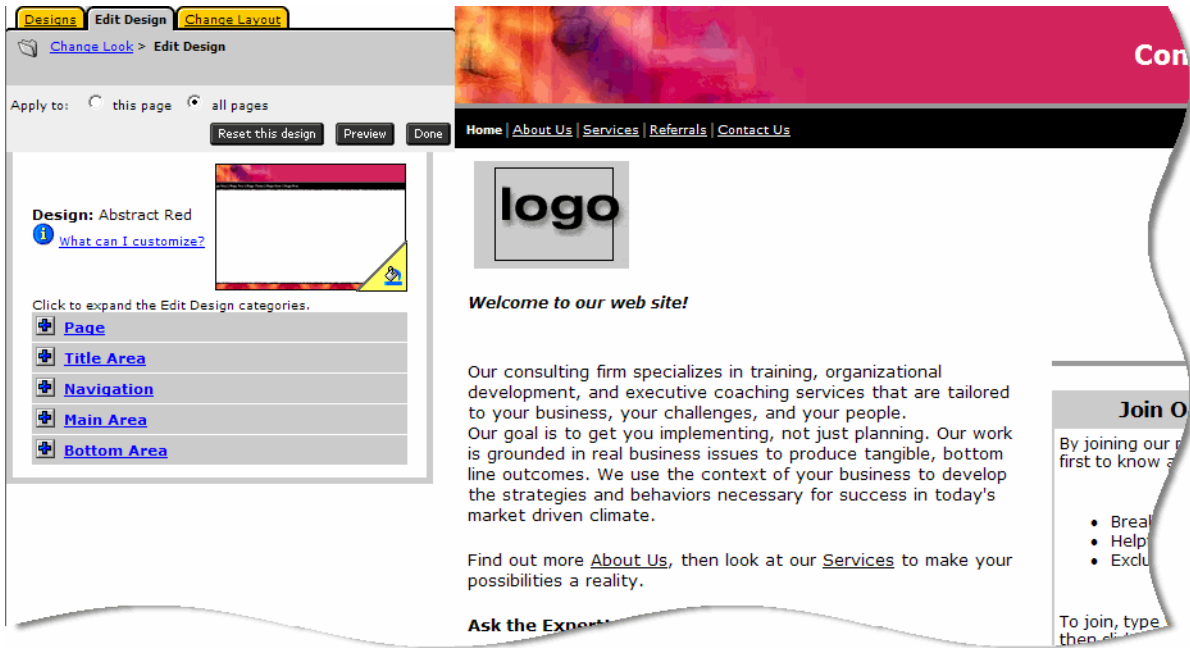 Designs Edit Design Change Layout
Change Look > Edit Design
Apply to: this page all pages
Reset this design Preview Done
Design: Abstract Red
What can I customize?
Click to expand the Edit Design categories.
Page
Title Area
Navigation
Main Area
Bottom Area
Home | About Us | Services | Referrals | Contact Us
logo
Welcome to our web site!
Our consulting firm specializes in training, organizational
development, and executive coaching services that are tailored
to your business, your challenges, and your people.
Our goal is to get you implementing, not just planning. Our work
is grounded in real business issues to produce tangible, bottom
line outcomes. We use the context of your business to develop
the strategies and behaviors necessary for success in today's
market driven climate.
Find out more About Us, then look at our Services to make your
possibilities a reality.
Ask the
Join
By joining our
first to know
To join, type
then